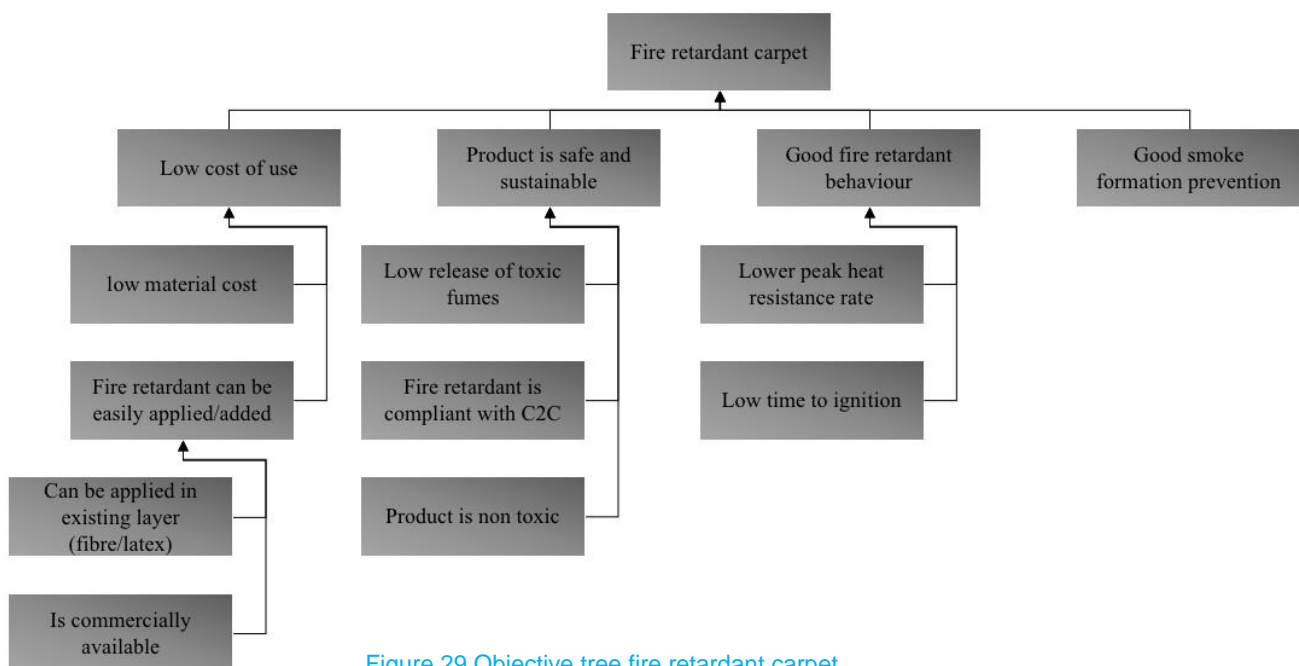 Fire retardant carpet
Low cost of use
Product is safe and
sustainable
Good fire retardant
behaviour
Good smoke
formation prevention
low material cost
Low release of toxic
fumes
Lower peak heat
resistance rate
Fire retardant can be
easily applied/added
Fire retardant is
compliant with C2C
Low time to ignition
Can be applied in
existing layer
(fibre/latex)
Product is non toxic
Is commercially
available
Figure 29 Objective tree fire retardant carpet